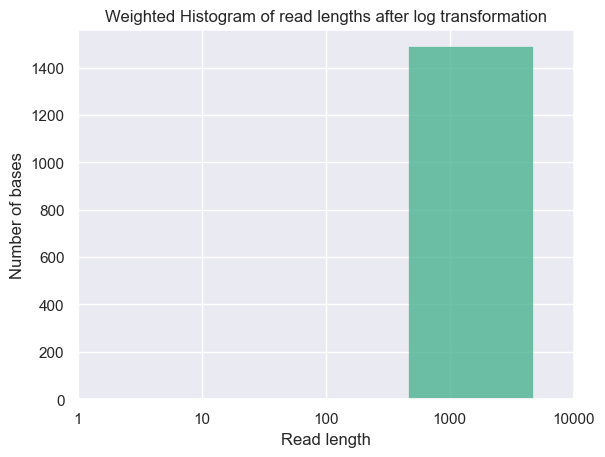 Weighted Histogram of read lengths after log transformation
1400
1200
1000
800
600
400
200
0
Number of bases
1 10 100 1000 10000
Read length